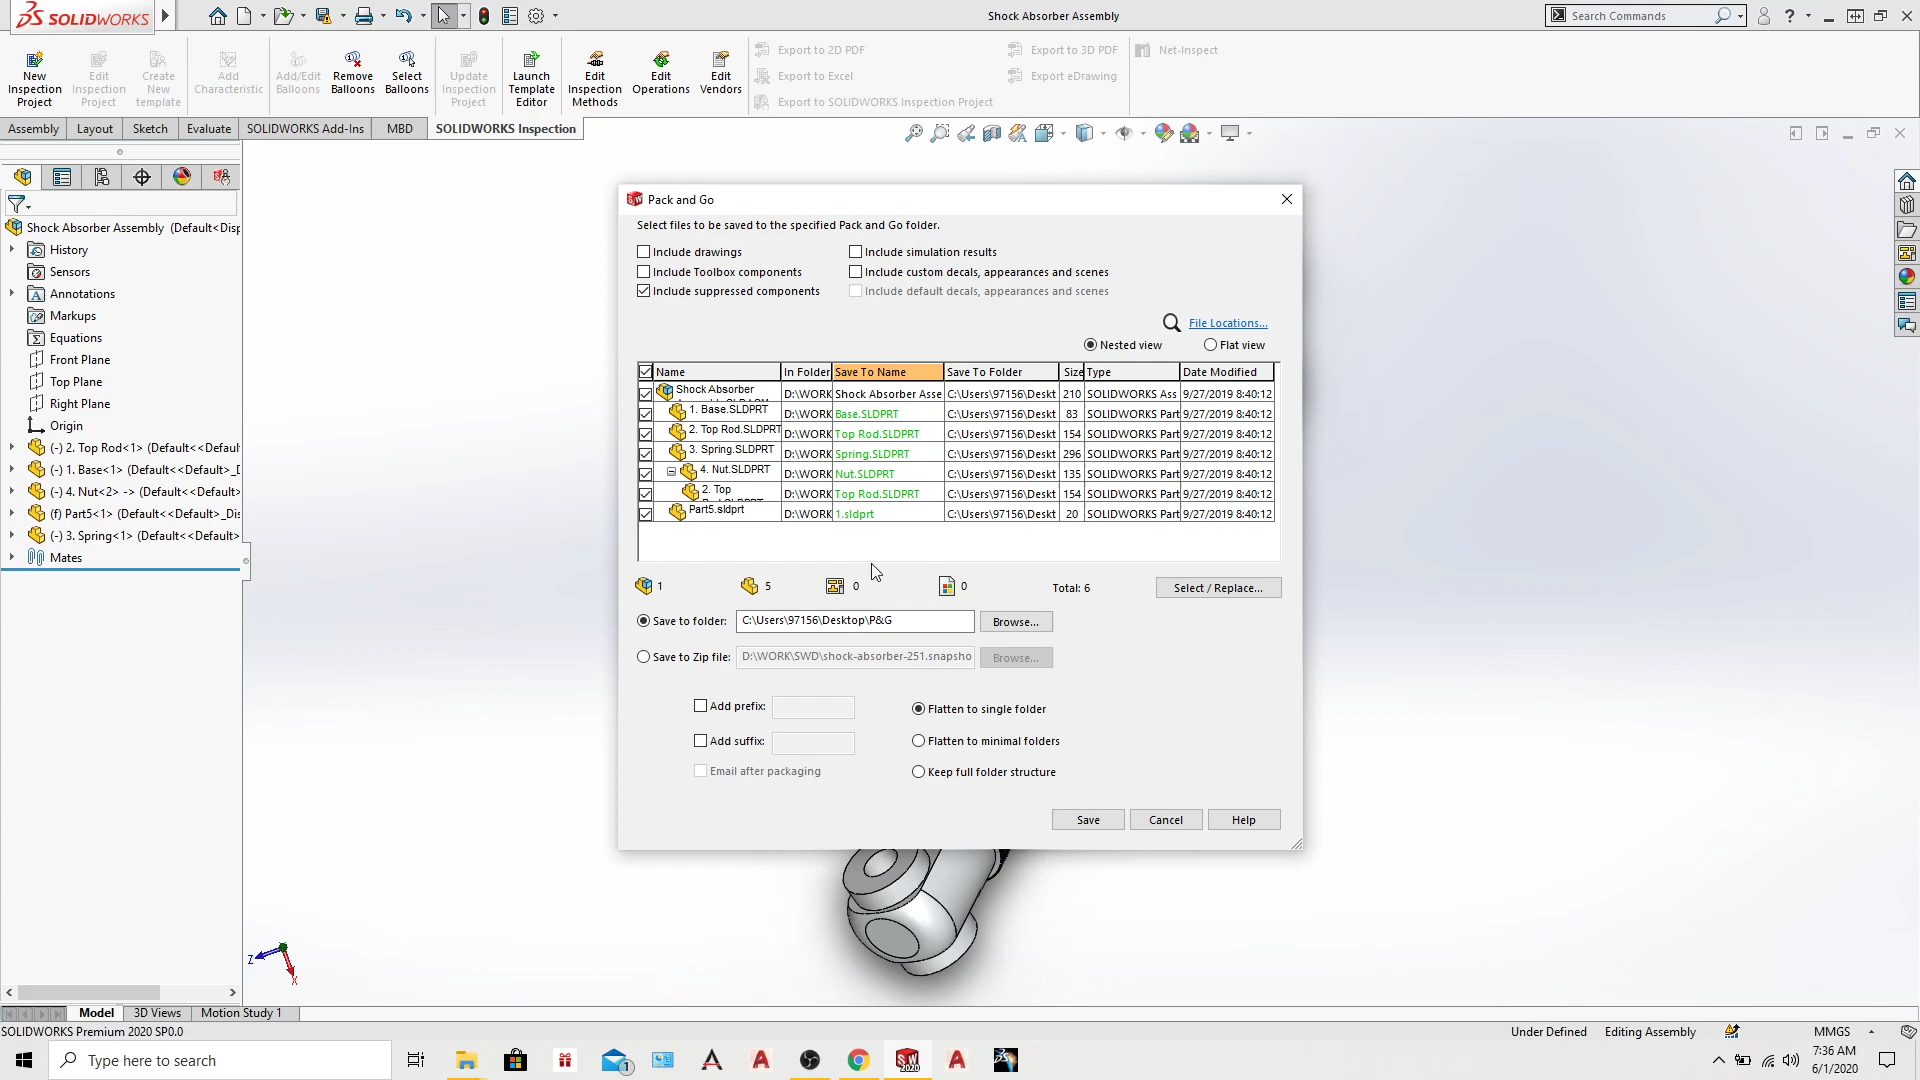 SOLIDWORKS
Shock Absorber Assembly
Search Commands
New Inspection Project
Edit Inspection Project
Create New template
Add Characteristic
Add/Edit Balloons
Remove Balloons
Select Balloons
Update Inspection Project
Launch Template Editor
Edit Inspection Methods
Edit Operations
Edit Vendors
Export to 2D PDF
Export to Excel
Export to SOLIDWORKS Inspection Project
Export to 3D PDF
Export eDrawing
Net-Inspect
Assembly Layout Sketch Evaluate SOLIDWORKS Add-Ins MBD SOLIDWORKS Inspection
Shock Absorber Assembly (Default<Disp
History
Sensors
Annotations
Markups
Equations
Front Plane
Top Plane
Right Plane
Origin
(-) 2. Top Rod<1> (Default<<Defaul
(-) 1. Base<1> (Default<<Default>_D
(-) 4. Nut<2> -> (Default<<Default>
(f) Part5<1> (Default<<Default>_Dis
(-) 3. Spring<1> (Default<<Default>
Mates
Pack and Go
Select files to be saved to the specified Pack and Go folder.
Include drawings
Include simulation results
Include Toolbox components
Include custom decals, appearances and scenes
Include suppressed components
Include default decals, appearances and scenes
File Locations...
Nested view Flat view
Name In Folder Save To Name Save To Folder Size Type Date Modified
Shock Absorber D:\WORK Shock Absorber Asse C:\Users\97156\Deskt 210 SOLIDWORKS Ass 9/27/2019 8:40:12
1. Base.SLDPRT D:\WORK Base.SLDPRT C:\Users\97156\Deskt 83 SOLIDWORKS Part 9/27/2019 8:40:12
2. Top Rod.SLDPRT D:\WORK Top Rod.SLDPRT C:\Users\97156\Deskt 154 SOLIDWORKS Part 9/27/2019 8:40:12
3. Spring.SLDPRT D:\WORK Spring.SLDPRT C:\Users\97156\Deskt 296 SOLIDWORKS Part 9/27/2019 8:40:12
4. Nut.SLDPRT D:\WORK Nut.SLDPRT C:\Users\97156\Deskt 135 SOLIDWORKS Part 9/27/2019 8:40:12
2. Top D:\WORK Top Rod.SLDPRT C:\Users\97156\Deskt 154 SOLIDWORKS Part 9/27/2019 8:40:12
Part5.sldprt D:\WORK 1.sldprt C:\Users\97156\Deskt 20 SOLIDWORKS Part 9/27/2019 8:40:12
1 5 0 0 Total: 6 Select / Replace...
Save to folder: C:\Users\97156\Desktop\P&G Browse...
Save to Zip file: D:\WORK\SWD\shock-absorber-251.snapsho Browse...
Add prefix: Flatten to single folder
Add suffix: Flatten to minimal folders
Email after packaging Keep full folder structure
Save Cancel Help
Z
X
Model 3D Views Motion Study 1
SOLIDWORKS Premium 2020 SP0.0
Under Defined Editing Assembly MMGS
Type here to search
1
SW
2020
7:36 AM
6/1/2020